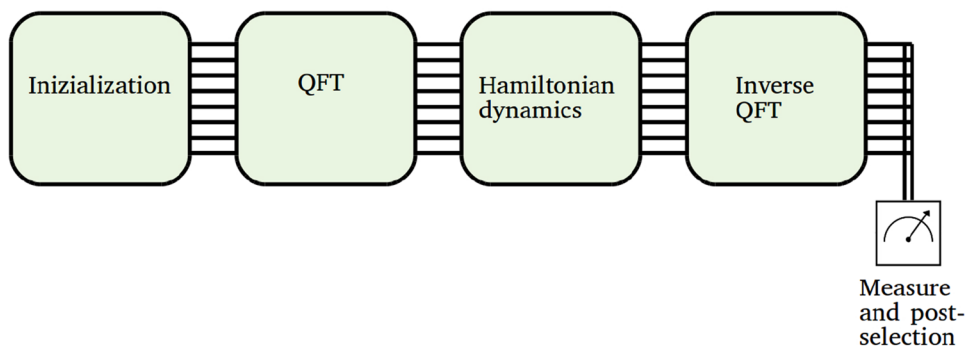 Inizialization
QFT
Hamiltonian
dynamics
Inverse
QFT
Measure
and post-
selection